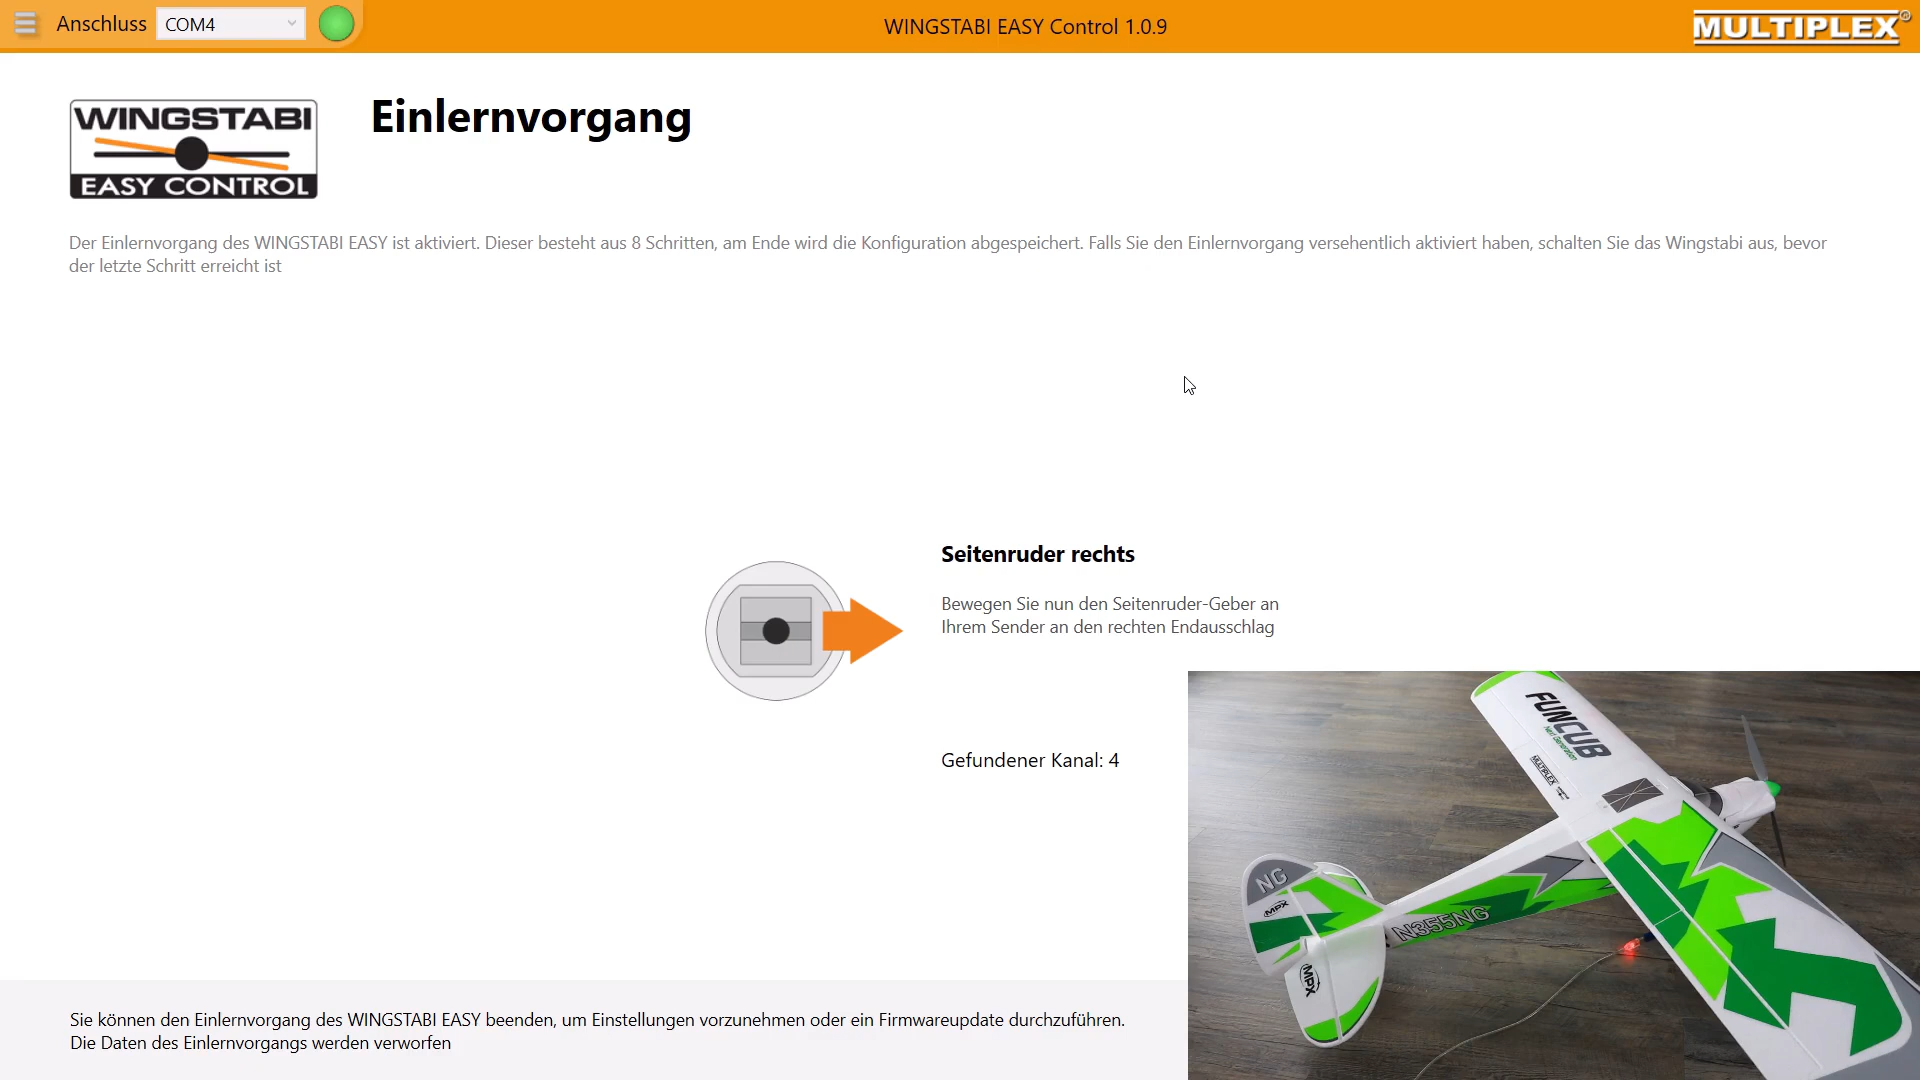 Anschluss COM4
WINGSTABI EASY Control 1.0.9
MULTIPLEX®
WINGSTABI
EASY CONTROL
Einlernvorgang
Der Einlernvorgang des WINGSTABI EASY ist aktiviert. Dieser besteht aus 8 Schritten, am Ende wird die Konfiguration abgespeichert. Falls Sie den Einlernvorgang versehentlich aktiviert haben, schalten Sie das Wingstabi aus, bevor
der letzte Schritt erreicht ist
Seitenruder rechts
Bewegen Sie nun den Seitenruder-Geber an
Ihrem Sender an den rechten Endausschlag
Gefundener Kanal: 4
FUNCUB
Next Generation
MULTIPLEX
NG
MPX
N355NG
MPX
Sie können den Einlernvorgang des WINGSTABI EASY beenden, um Einstellungen vorzunehmen oder ein Firmwareupdate durchzuführen.
Die Daten des Einlernvorgangs werden verworfen